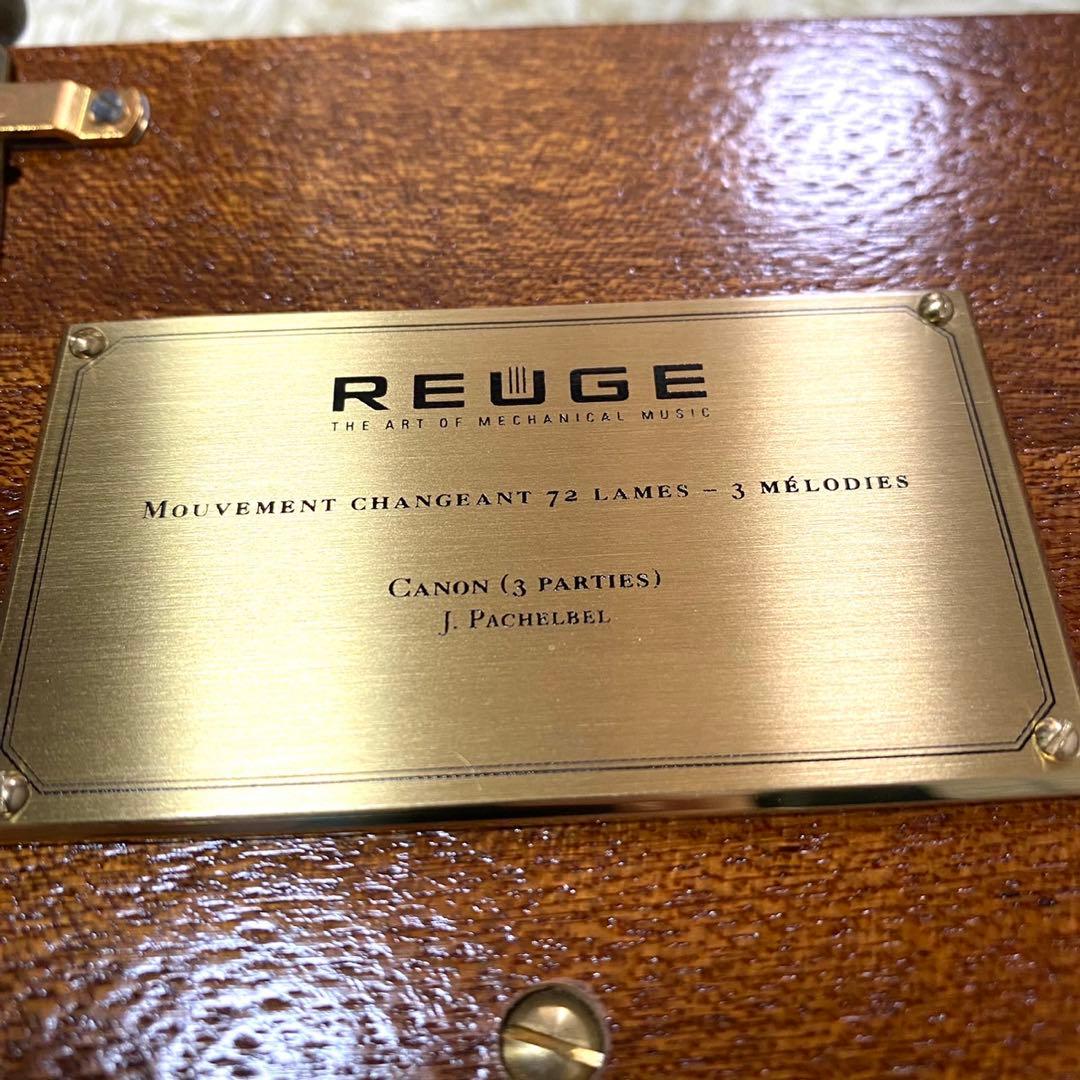 REUGE
THE ART OF MECHANICAL MUSIC
MOUVEMENT CHANGEANT 72 LAMES – 3 MÉLODIES
CANON (3 PARTIES)
J. PACHELBEL